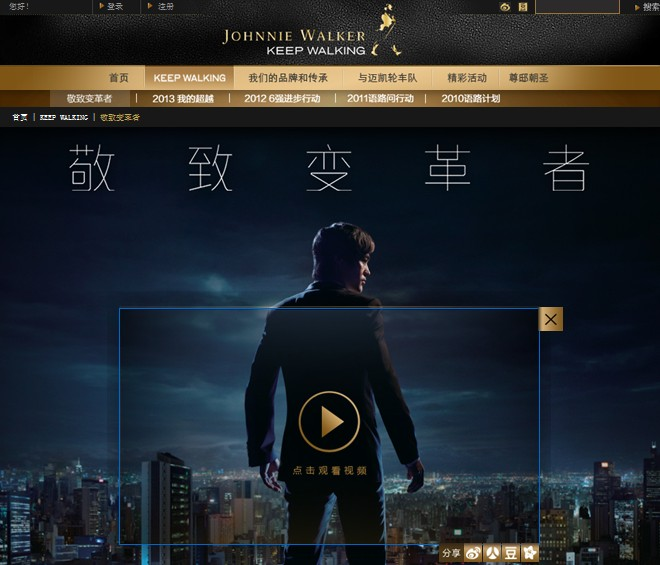 您好！ 登录 注册 搜索
JOHNNIE WALKER
KEEP WALKING
首页 KEEP WALKING 我们的品牌和传承 与迈凯轮车队 精彩活动 尊邸朝圣
敬致变革者 | 2013 我的超越 | 2012 6强进步行动 | 2011语路问行动 | 2010语路计划
首页 | KEEP WALKING | 敬致变革者
敬致变革者
点击观看视频
分享